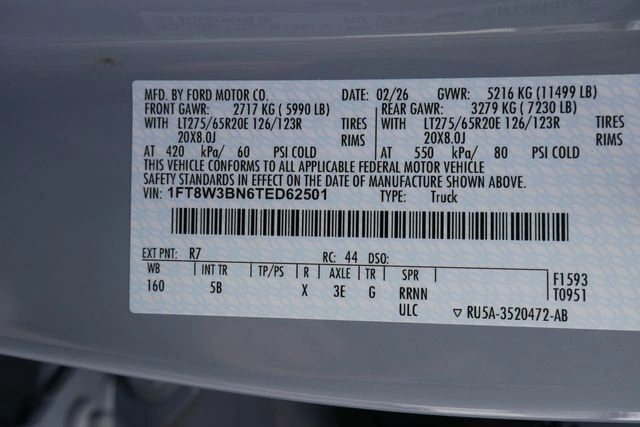 MFD. BY FORD MOTOR CO. DATE: 02/26 GVWR: 5216 KG (11499 LB)
FRONT GAWR: 2717 KG (5990 LB) REAR GAWR: 3279 KG (7230 LB)
WITH LT275/65R20E 126/123R TIRES WITH LT275/65R20E 126/123R TIRES
20X8.0J RIMS 20X8.0J RIMS
AT 420 kPa/ 60 PSI COLD AT 550 kPa/ 80 PSI COLD
THIS VEHICLE CONFORMS TO ALL APPLICABLE FEDERAL MOTOR VEHICLE
SAFETY STANDARDS IN EFFECT ON THE DATE OF MANUFACTURE SHOWN ABOVE.
VIN: 1FT8W3BN6TED62501 TYPE: Truck
EXT PNT: R7 RC: 44 DSO:
WB INT TR TP/PS R AXLE TR SPR F1593
160 5B X 3E G RRNN T0951
ULC ▽ RU5A-3520472-AB